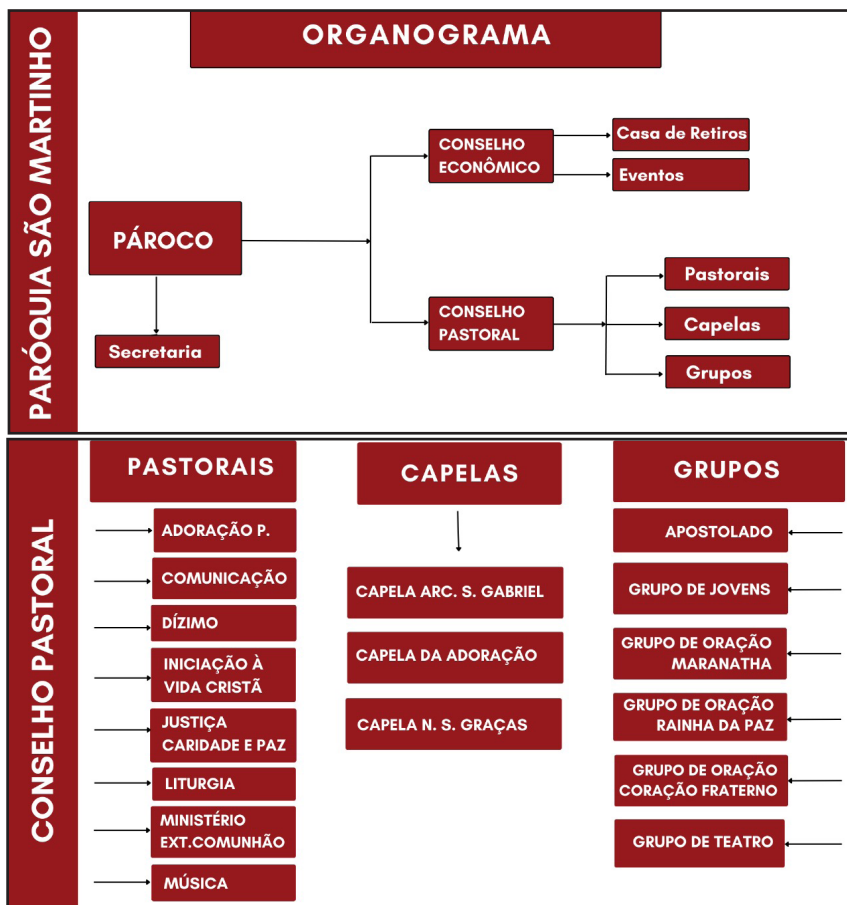 PARÓQUIA SÃO MARTINHO
ORGANOGRAMA
PÁROCO
Secretaria
CONSELHO
ECONÔMICO
Casa de Retiros
Eventos
CONSELHO
PASTORAL
Pastorais
Capelas
Grupos
CONSELHO PASTORAL
PASTORAIS
ADORAÇÃO P.
COMUNICAÇÃO
DÍZIMO
INICIAÇÃO À
VIDA CRISTÃ
JUSTIÇA
CARIDADE E PAZ
LITURGIA
MINISTÉRIO
EXT.COMUNHÃO
MÚSICA
CAPELAS
CAPELA ARC. S. GABRIEL
CAPELA DA ADORAÇÃO
CAPELA N. S. GRAÇAS
GRUPOS
APOSTOLADO
GRUPO DE JOVENS
GRUPO DE ORAÇÃO
MARANATHA
GRUPO DE ORAÇÃO
RAINHA DA PAZ
GRUPO DE ORAÇÃO
CORAÇÃO FRATERNO
GRUPO DE TEATRO